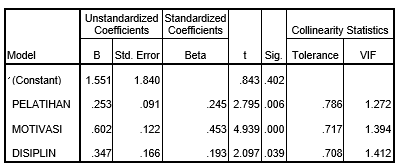 Unstandardized Coefficients Standardized Coefficients Collinearity Statistics
Model B Std. Error Beta t Sig. Tolerance VIF
(Constant) 1.551 1.840 .843 .402
PELATIHAN .253 .091 .245 2.795 .006 .786 1.272
MOTIVASI .602 .122 .453 4.939 .000 .717 1.394
DISIPLIN .347 .166 .193 2.097 .039 .708 1.412